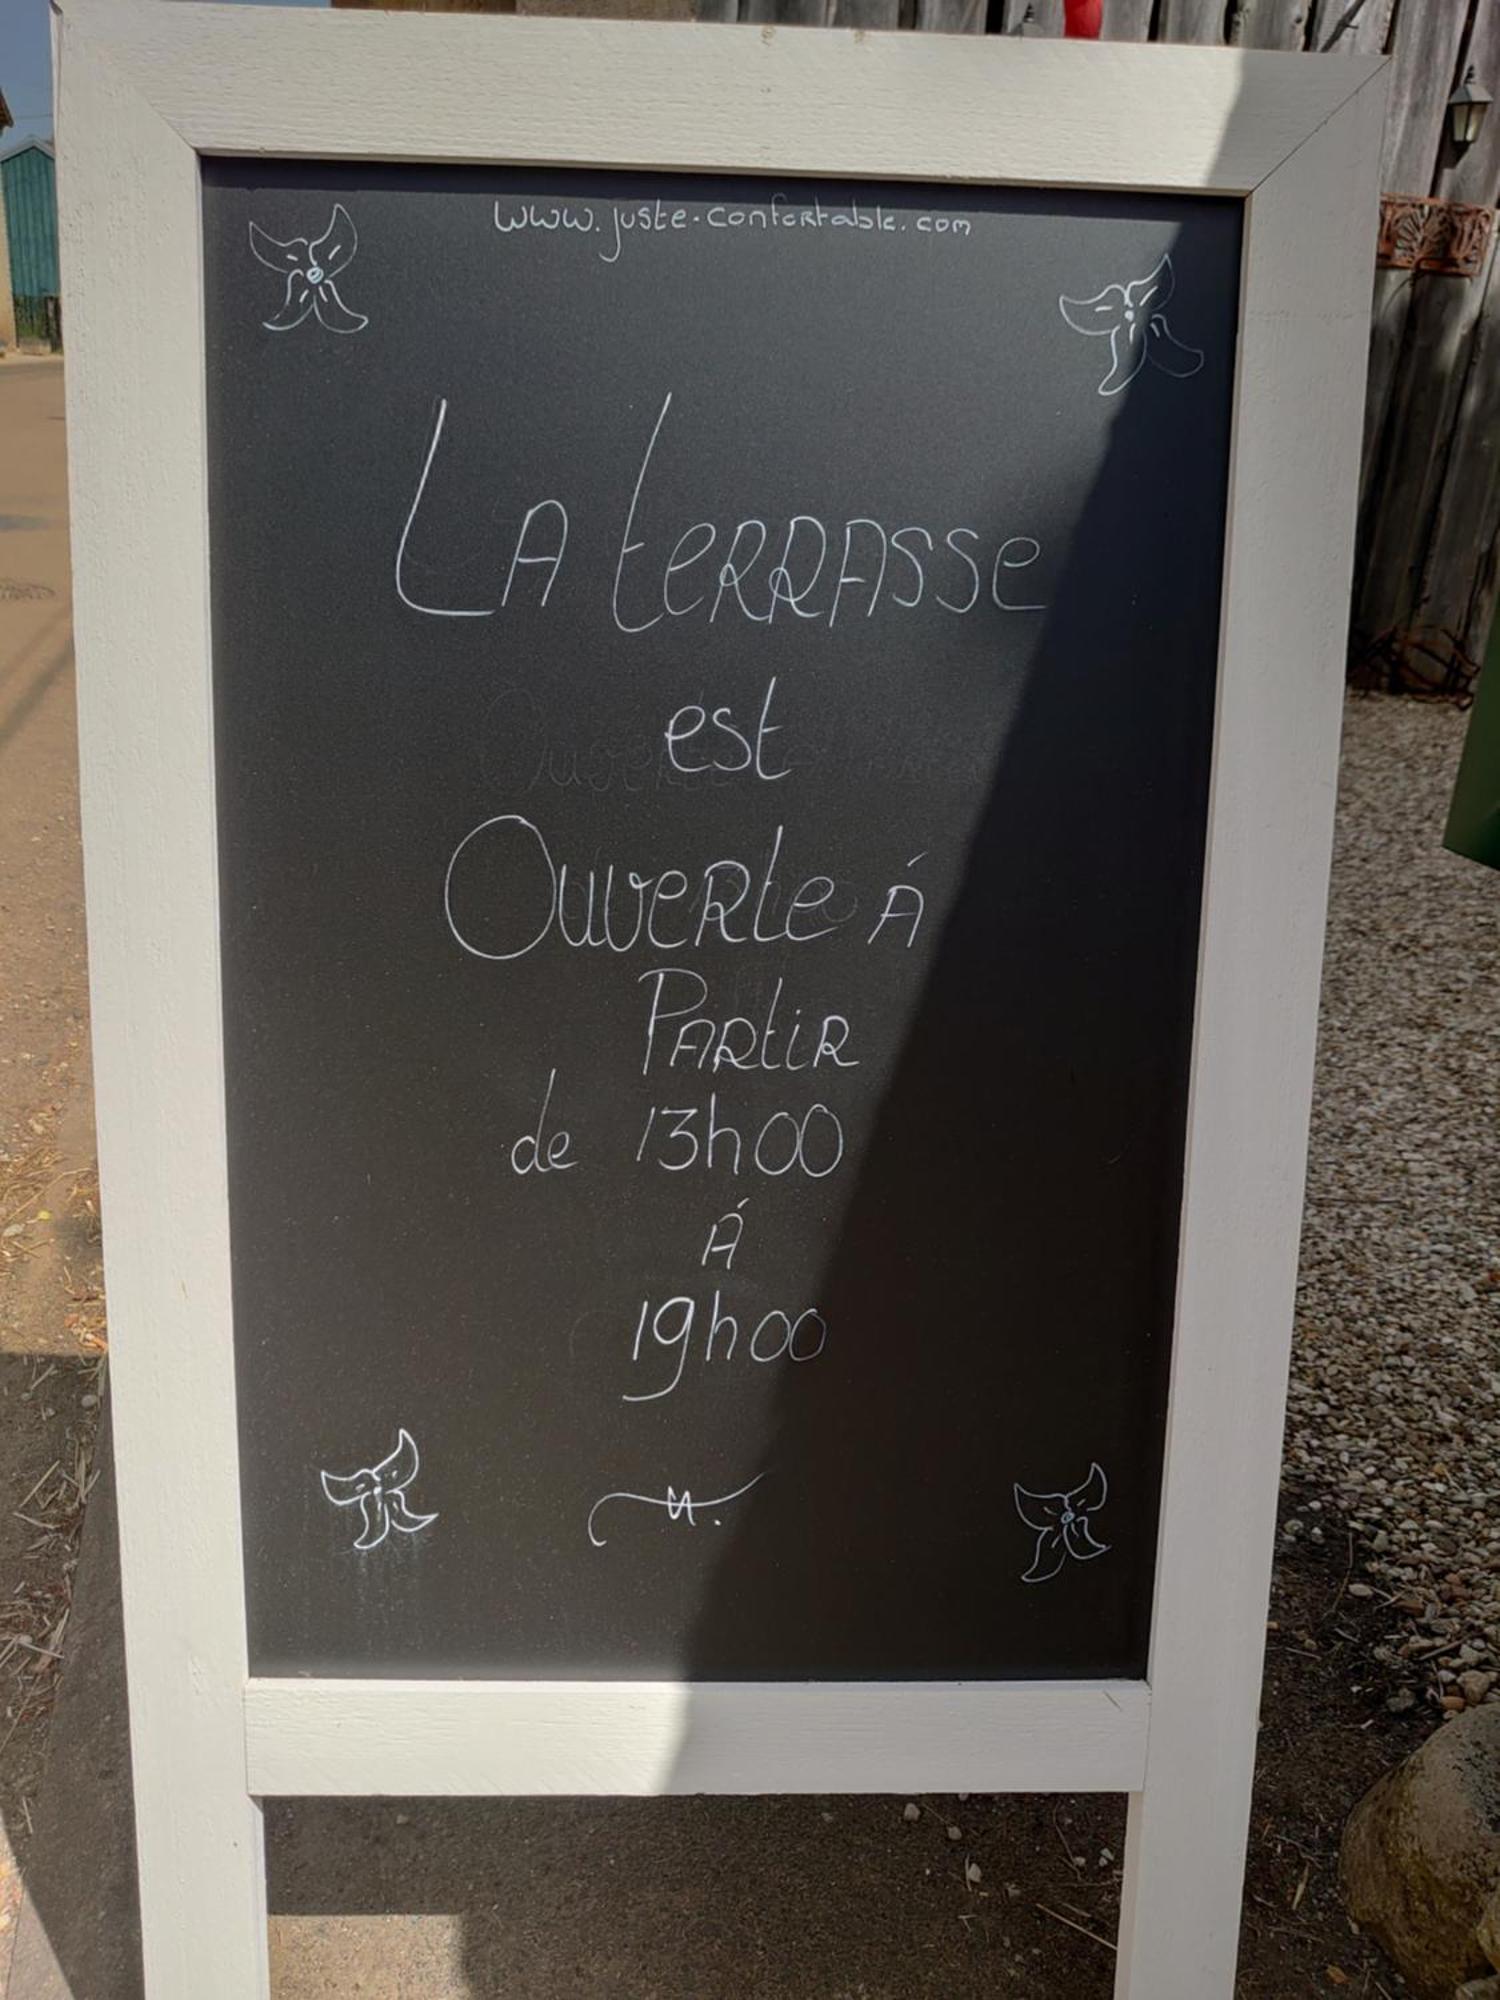 www.juste-confortable.com
LA teRRASSe
est
OuveRte Á
PARtiR
de 13h00
Á
19h00